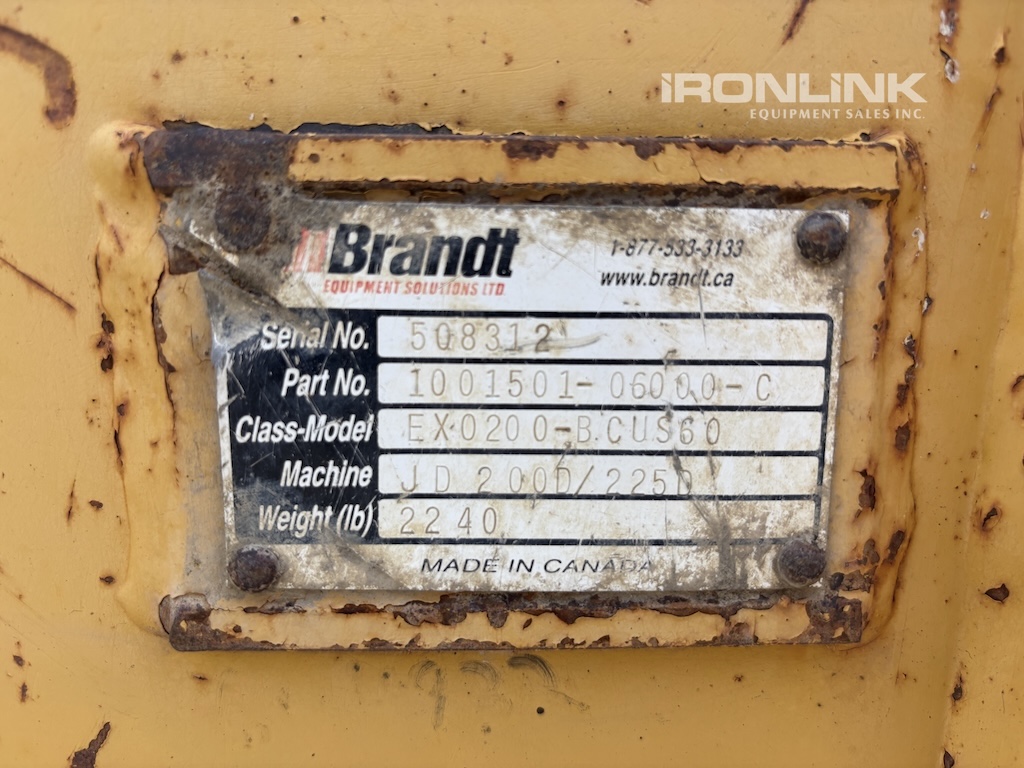 IRONLINK
EQUIPMENT SALES INC.
Brandt
EQUIPMENT SOLUTIONS LTD
1-877-533-3133
www.brandt.ca
Serial No. 508312
Part No. 1001501-06000-C
Class-Model EX0200-B.CUS60
Machine JD 200D/225D
Weight (lb) 2240
MADE IN CANADA